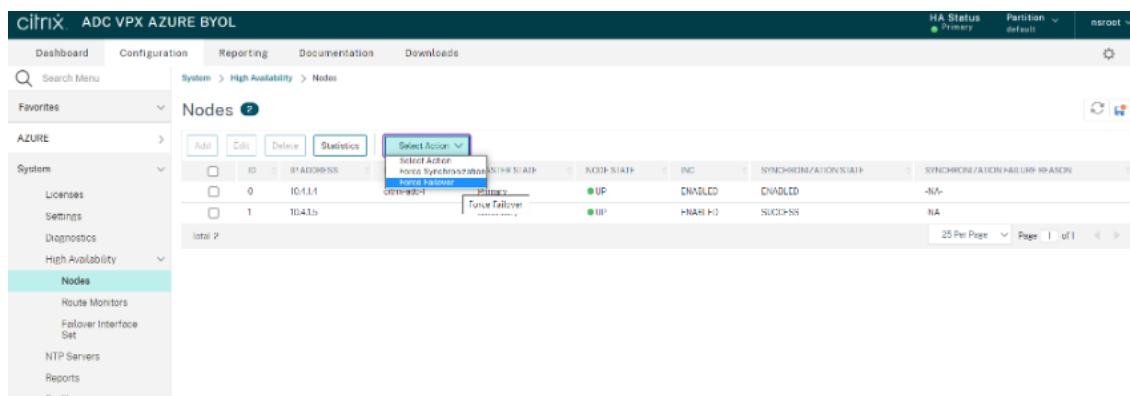 citrix. ADC VPX AZURE BYOL
HA Status
Primary
Partition
default
nsroot
Dashboard Configuration Reporting Documentation Downloads
Search Menu
System > High Availability > Nodes
Favorites
Nodes 2
AZURE
Add Edit Delete Statistics Select Action
Select Action
Force Synchronization
Force Failover
ID IP ADDRESS STATE NODE STATE INC SYNCHRONIZATION STATE SYNCHRONIZATION FAILURE REASON
0 10.4.1.4 citrix-adc-1 Primary UP ENABLED ENABLED -NA-
Force Failover
1 10.4.1.5 UP ENABLED SUCCESS NA
Total 2
25 Per Page Page 1 of 1
System
Licenses
Settings
Diagnostics
High Availability
Nodes
Route Monitors
Failover Interface
Set
NTP Servers
Reports